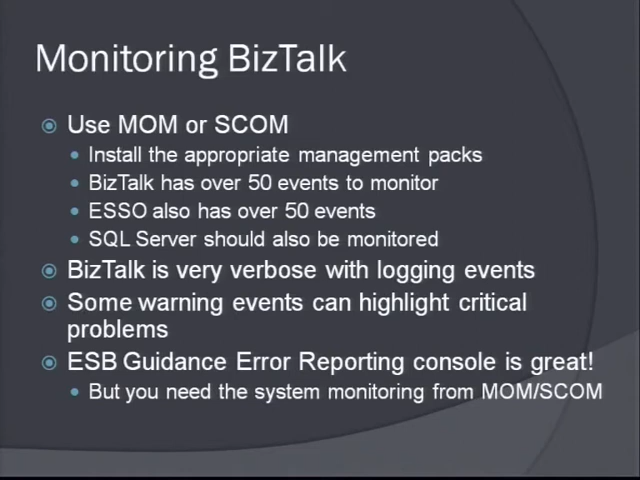 Monitoring BizTalk
Use MOM or SCOM
Install the appropriate management packs
BizTalk has over 50 events to monitor
ESSO also has over 50 events
SQL Server should also be monitored
BizTalk is very verbose with logging events
Some warning events can highlight critical
problems
ESB Guidance Error Reporting console is great!
But you need the system monitoring from MOM/SCOM